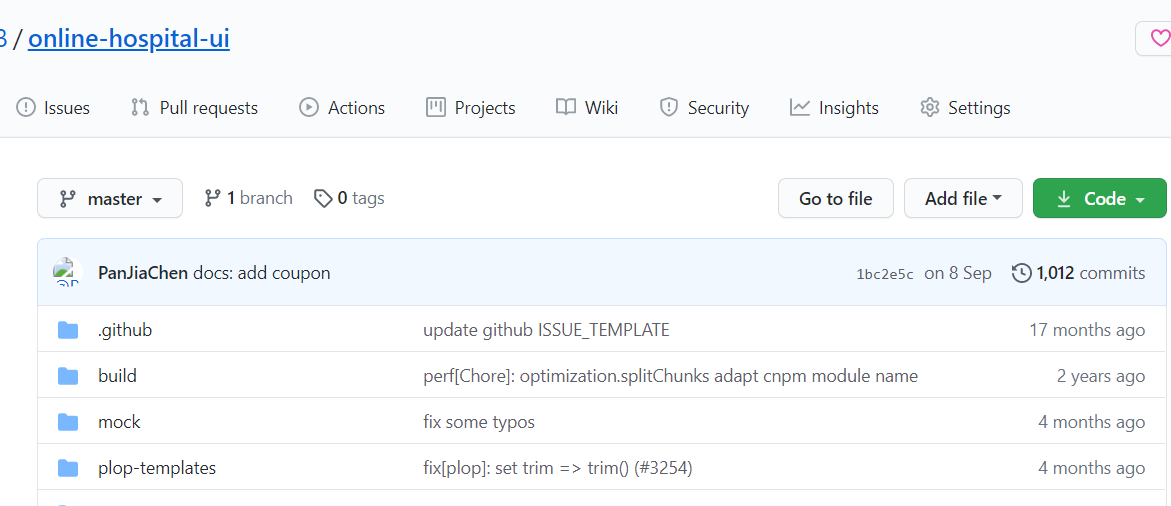 / online-hospital-ui
Issues Pull requests Actions Projects Wiki Security Insights Settings
master 1 branch 0 tags Go to file Add file Code
PanJiaChen docs: add coupon 1bc2e5c on 8 Sep 1,012 commits
.github update github ISSUE_TEMPLATE 17 months ago
build perf[Chore]: optimization.splitChunks adapt cnpm module name 2 years ago
mock fix some typos 4 months ago
plop-templates fix[plop]: set trim => trim() (#3254) 4 months ago